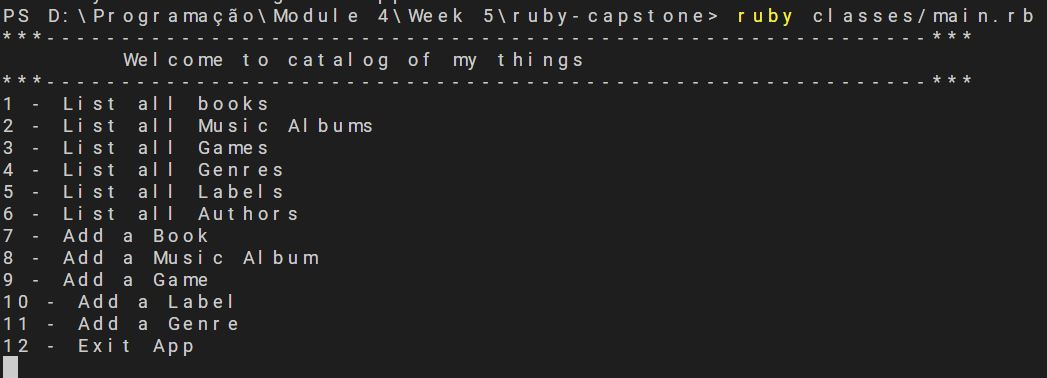 PS D:\Programação\Module 4\Week 5\ruby-capstone> ruby classes/main.rb
***-----------------------------------------------------------***
Welcome to catalog of my things
***-----------------------------------------------------------***
1 - List all books
2 - List all Music Albums
3 - List all Games
4 - List all Genres
5 - List all Labels
6 - List all Authors
7 - Add a Book
8 - Add a Music Album
9 - Add a Game
10 - Add a Label
11 - Add a Genre
12 - Exit App